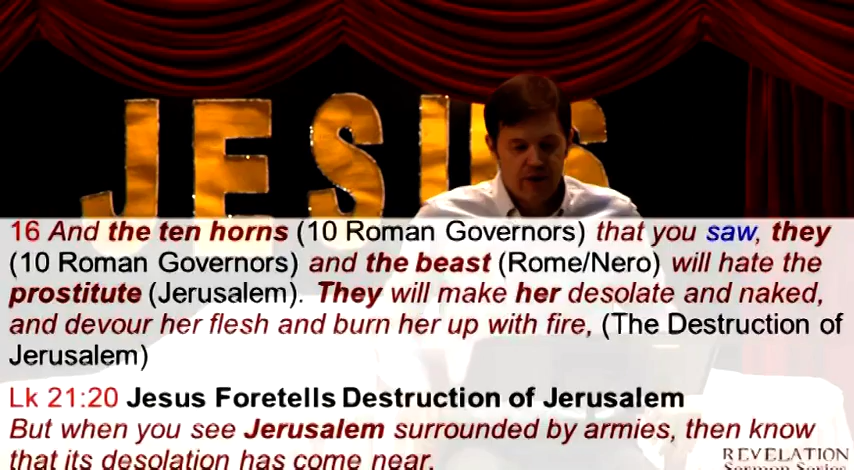 JESUS
16 And the ten horns (10 Roman Governors) that you saw, they
(10 Roman Governors) and the beast (Rome/Nero) will hate the
prostitute (Jerusalem). They will make her desolate and naked,
and devour her flesh and burn her up with fire, (The Destruction of
Jerusalem)
Lk 21:20 Jesus Foretells Destruction of Jerusalem
But when you see Jerusalem surrounded by armies, then know
that its desolation has come near.
REVELATION
Sermon Series